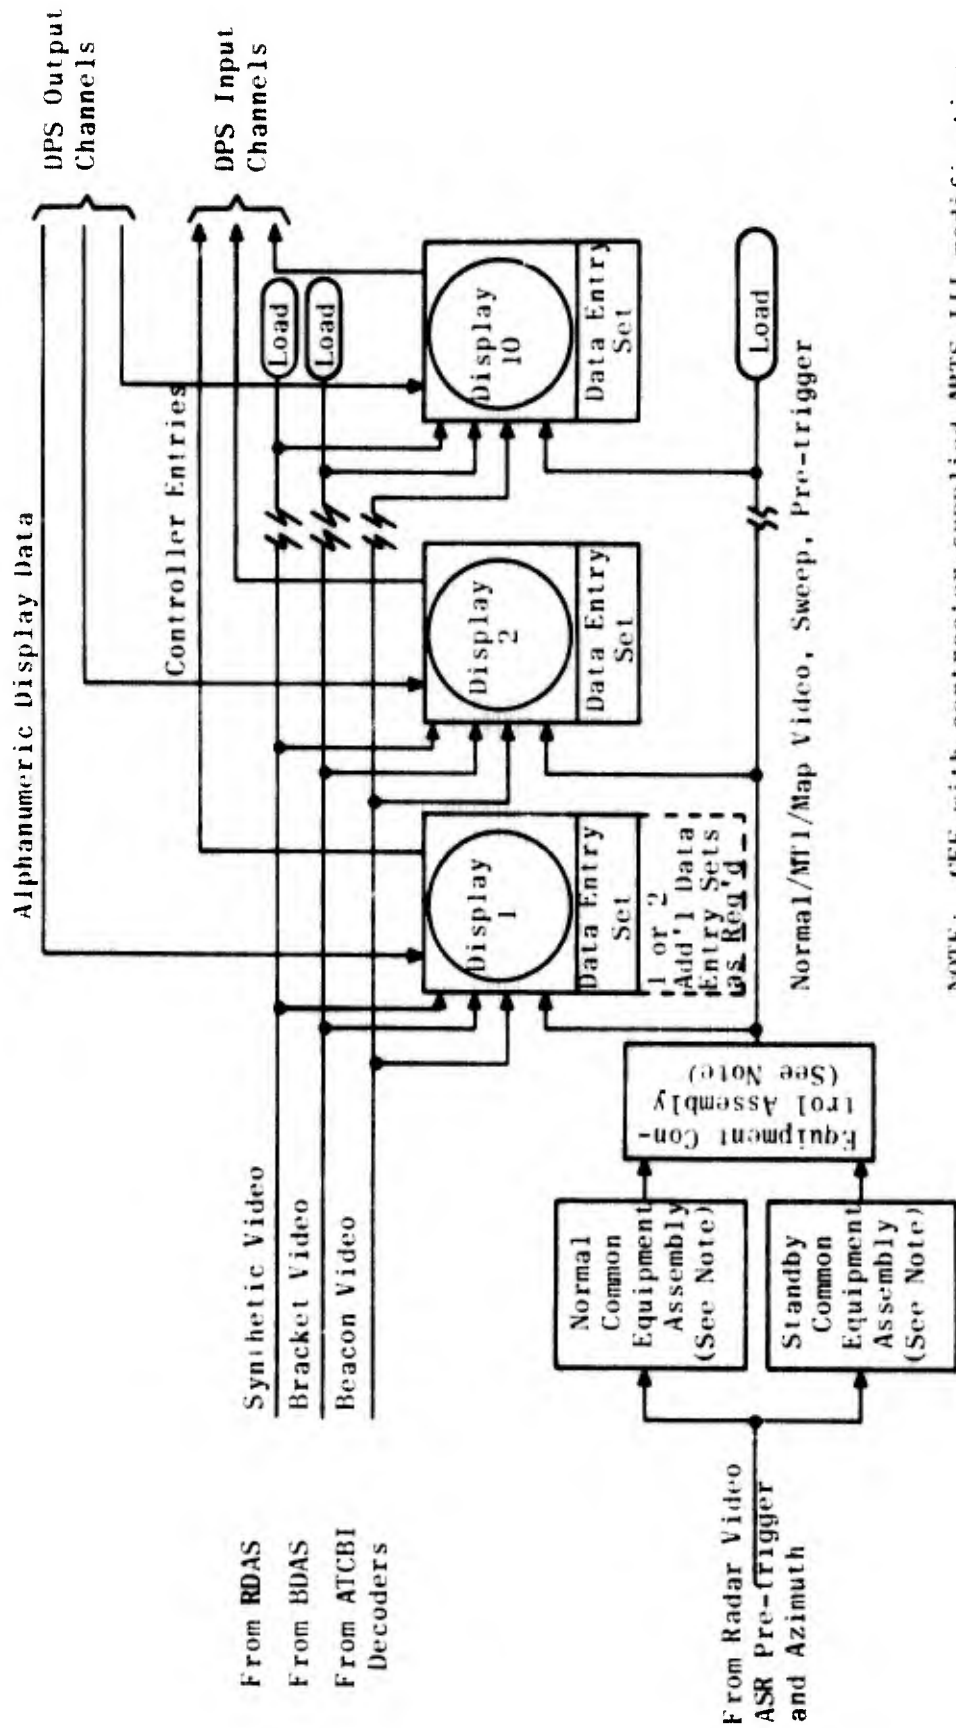 Alphanumeric Display Data
DPS Output
Channels
Controller Entries
DPS Input
Channels
From RDAS
Synthetic Video
Load
From BDAS
Bracket Video
Load
From ATCBI
Decoders
Beacon Video
Display
1
Data Entry
Set
1 or 2
Add'l Data
Entry Sets
as Req'd
Display
2
Data Entry
Set
Display
10
Data Entry
Set
From Radar Video
ASR Pre-trigger
and Azimuth
Normal
Common
Equipment
Assembly
(See Note)
Standby
Common
Equipment
Assembly
(See Note)
Equipment Con-
trol Assembly
(See Note)
Load
Normal/MTI/Map Video, Sweep, Pre-trigger